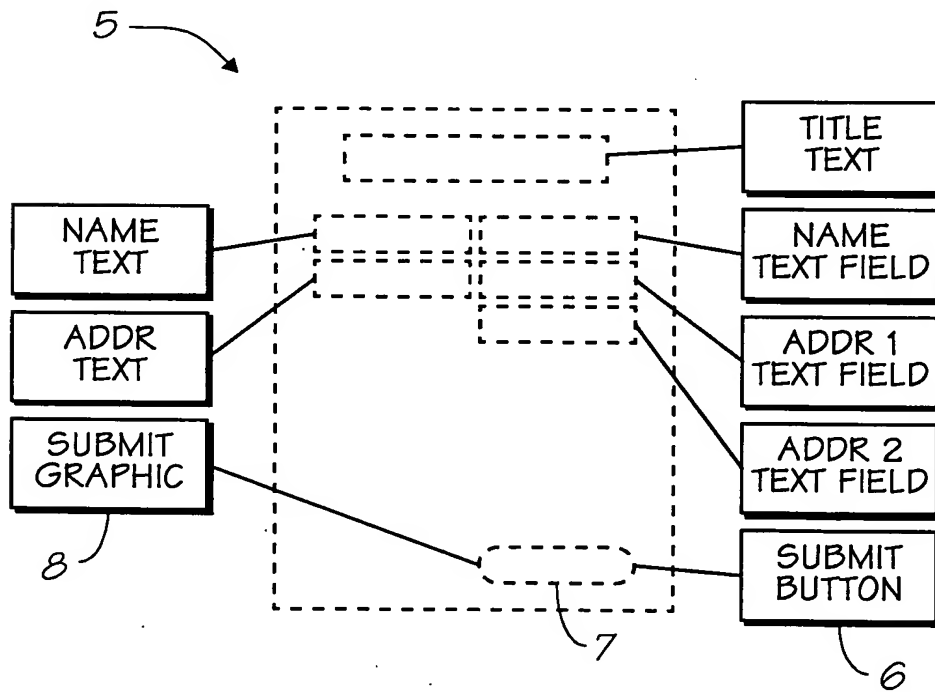 5
TITLE
TEXT
NAME
TEXT
NAME
TEXT FIELD
ADDR
TEXT
ADDR 1
TEXT FIELD
SUBMIT
GRAPHIC
ADDR 2
TEXT FIELD
8
SUBMIT
BUTTON
7
6